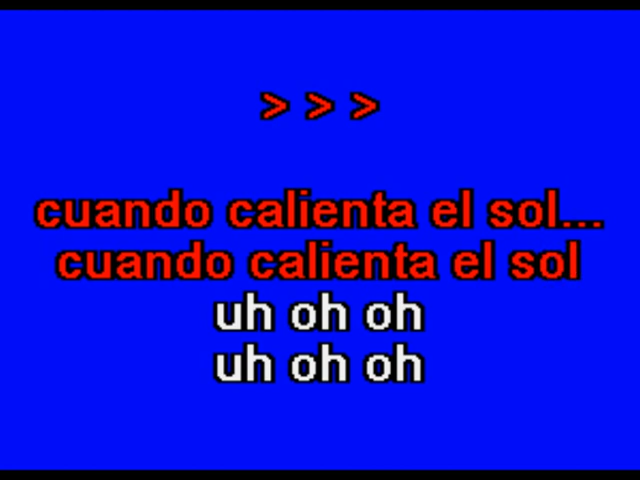 > > >
cuando calienta el sol...
cuando calienta el sol
uh oh oh
uh oh oh